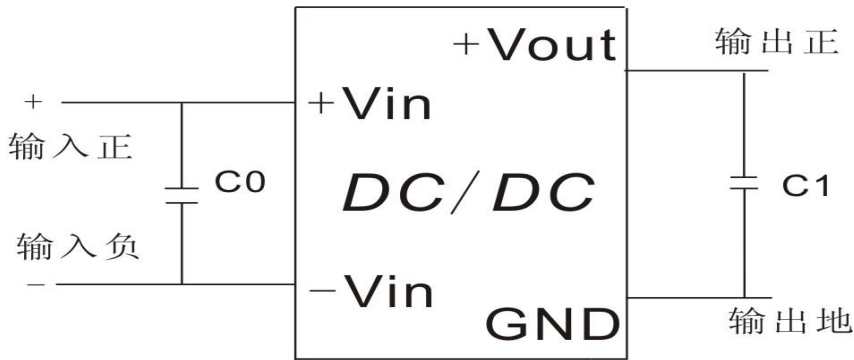 +Vout
输出正
+
+Vin
输入正
C0
DC/DC
C1
输入负
−
−Vin
GND
输出地